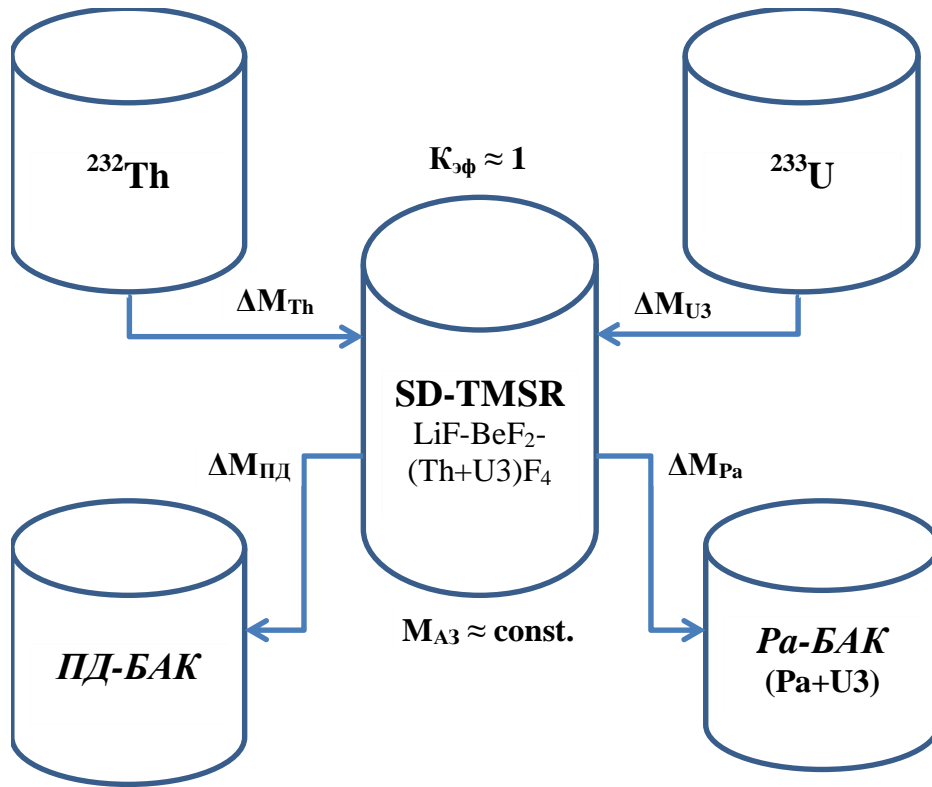 ²³²Th
²³³U
Kэф ≈ 1
ΔMTh
ΔMU3
SD-TMSR
LiF-BeF₂-
(Th+U3)F₄
ΔMПД
ΔMPa
ПД-БАК
MАЗ ≈ const.
Pa-БАК
(Pa+U3)